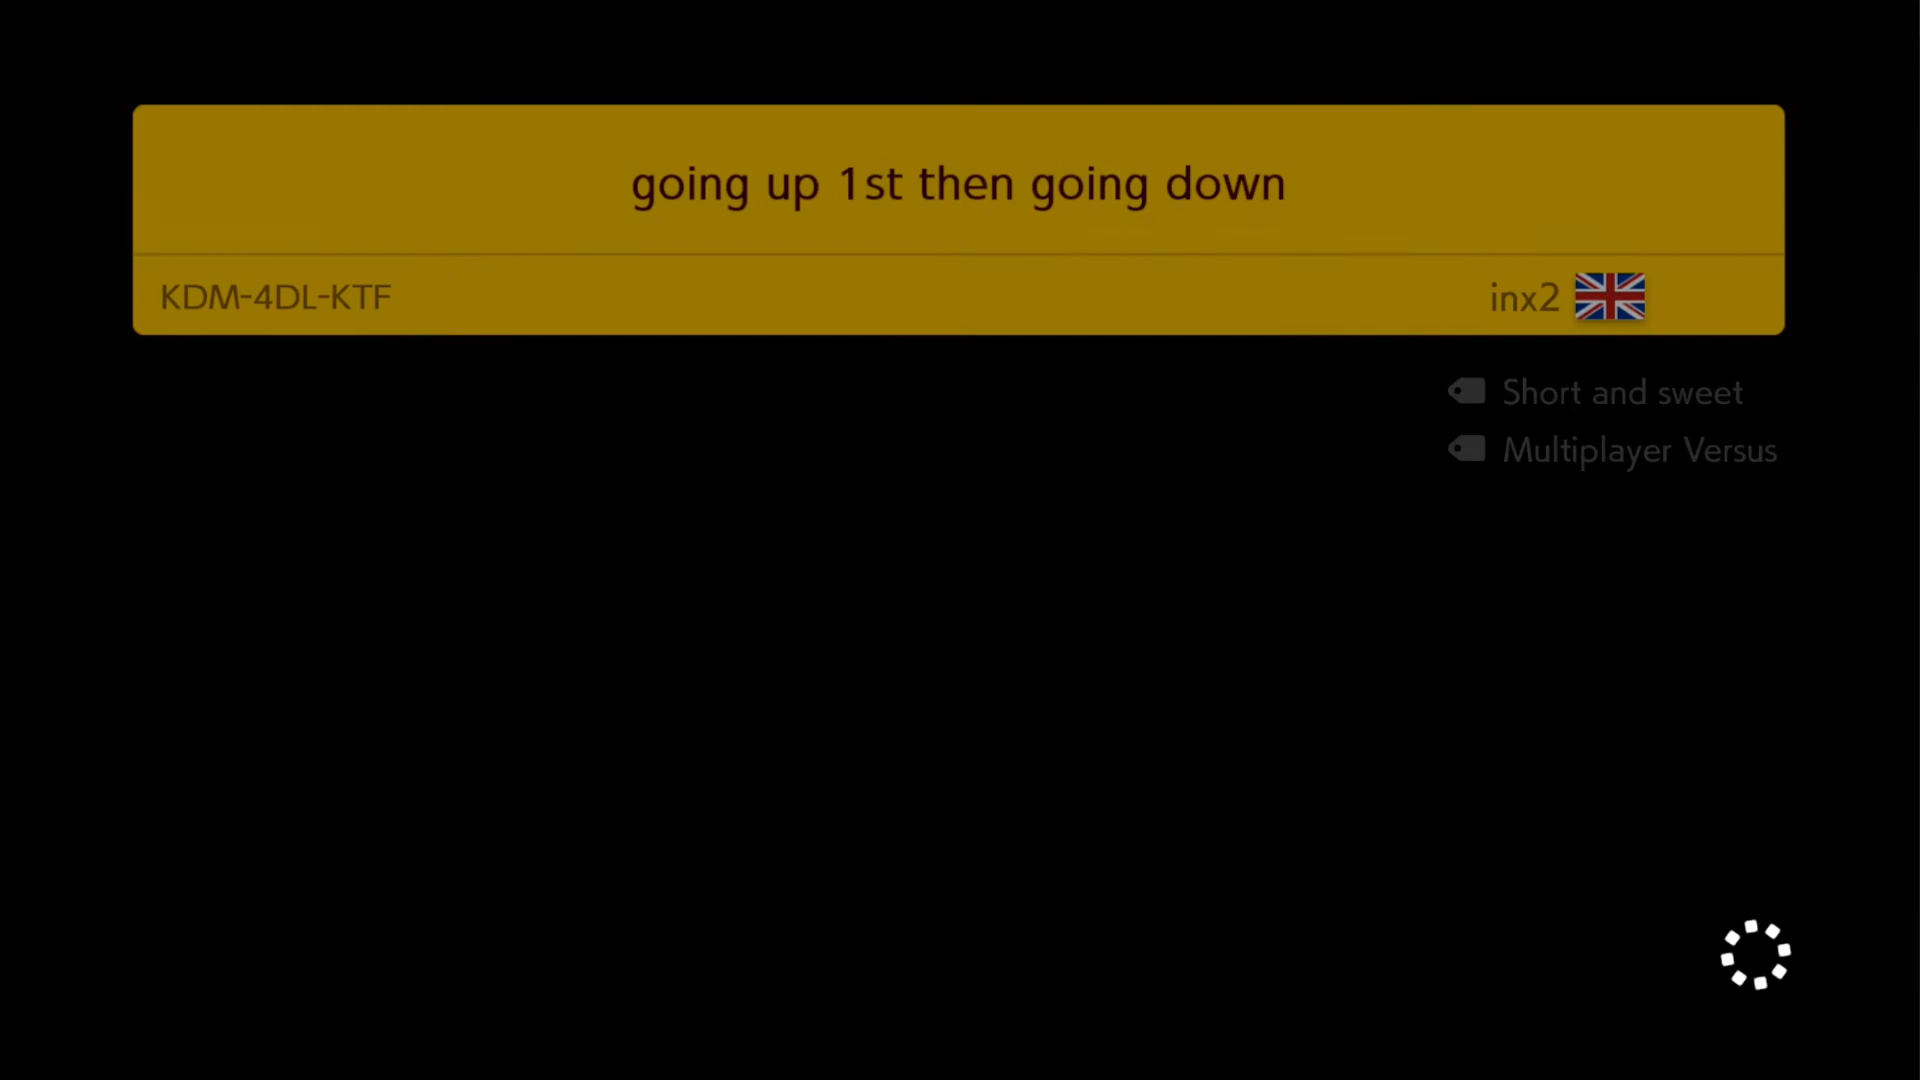 going up 1st then going down
KDM-4DL-KTF
inx2
Short and sweet
Multiplayer Versus